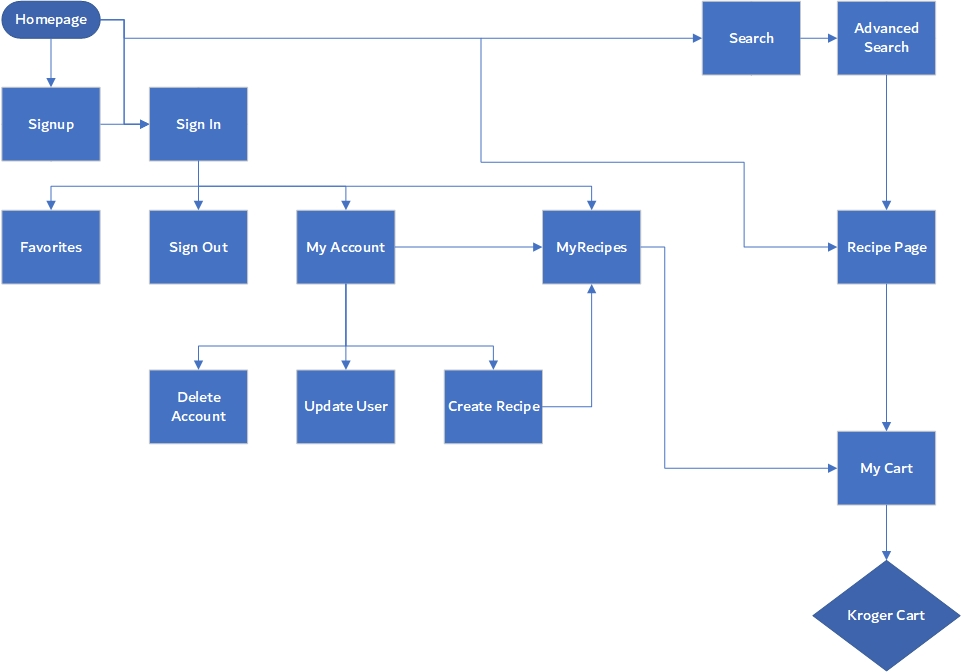 Homepage
Search
Advanced
Search
Signup
Sign In
Favorites
Sign Out
My Account
MyRecipes
Recipe Page
Delete
Account
Update User
Create Recipe
My Cart
Kroger Cart